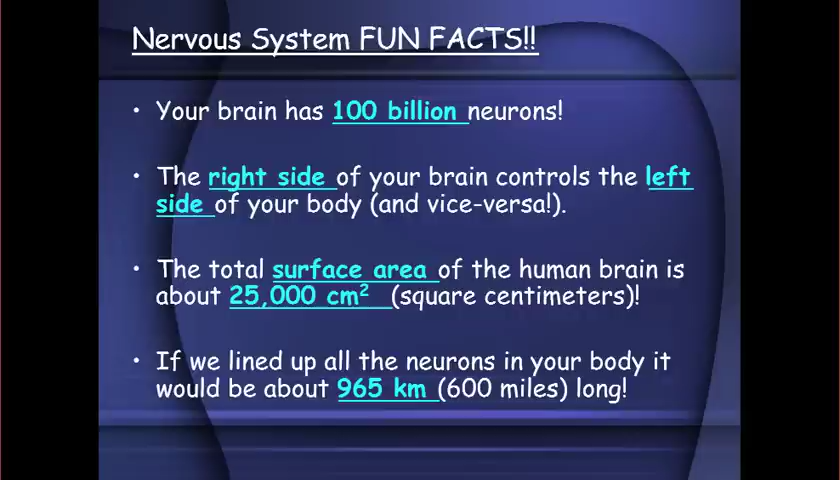 Nervous System FUN FACTS!!
• Your brain has 100 billion neurons!
• The right side of your brain controls the left
side of your body (and vice-versa!).
• The total surface area of the human brain is
about 25,000 cm² (square centimeters)!
• If we lined up all the neurons in your body it
would be about 965 km (600 miles) long!